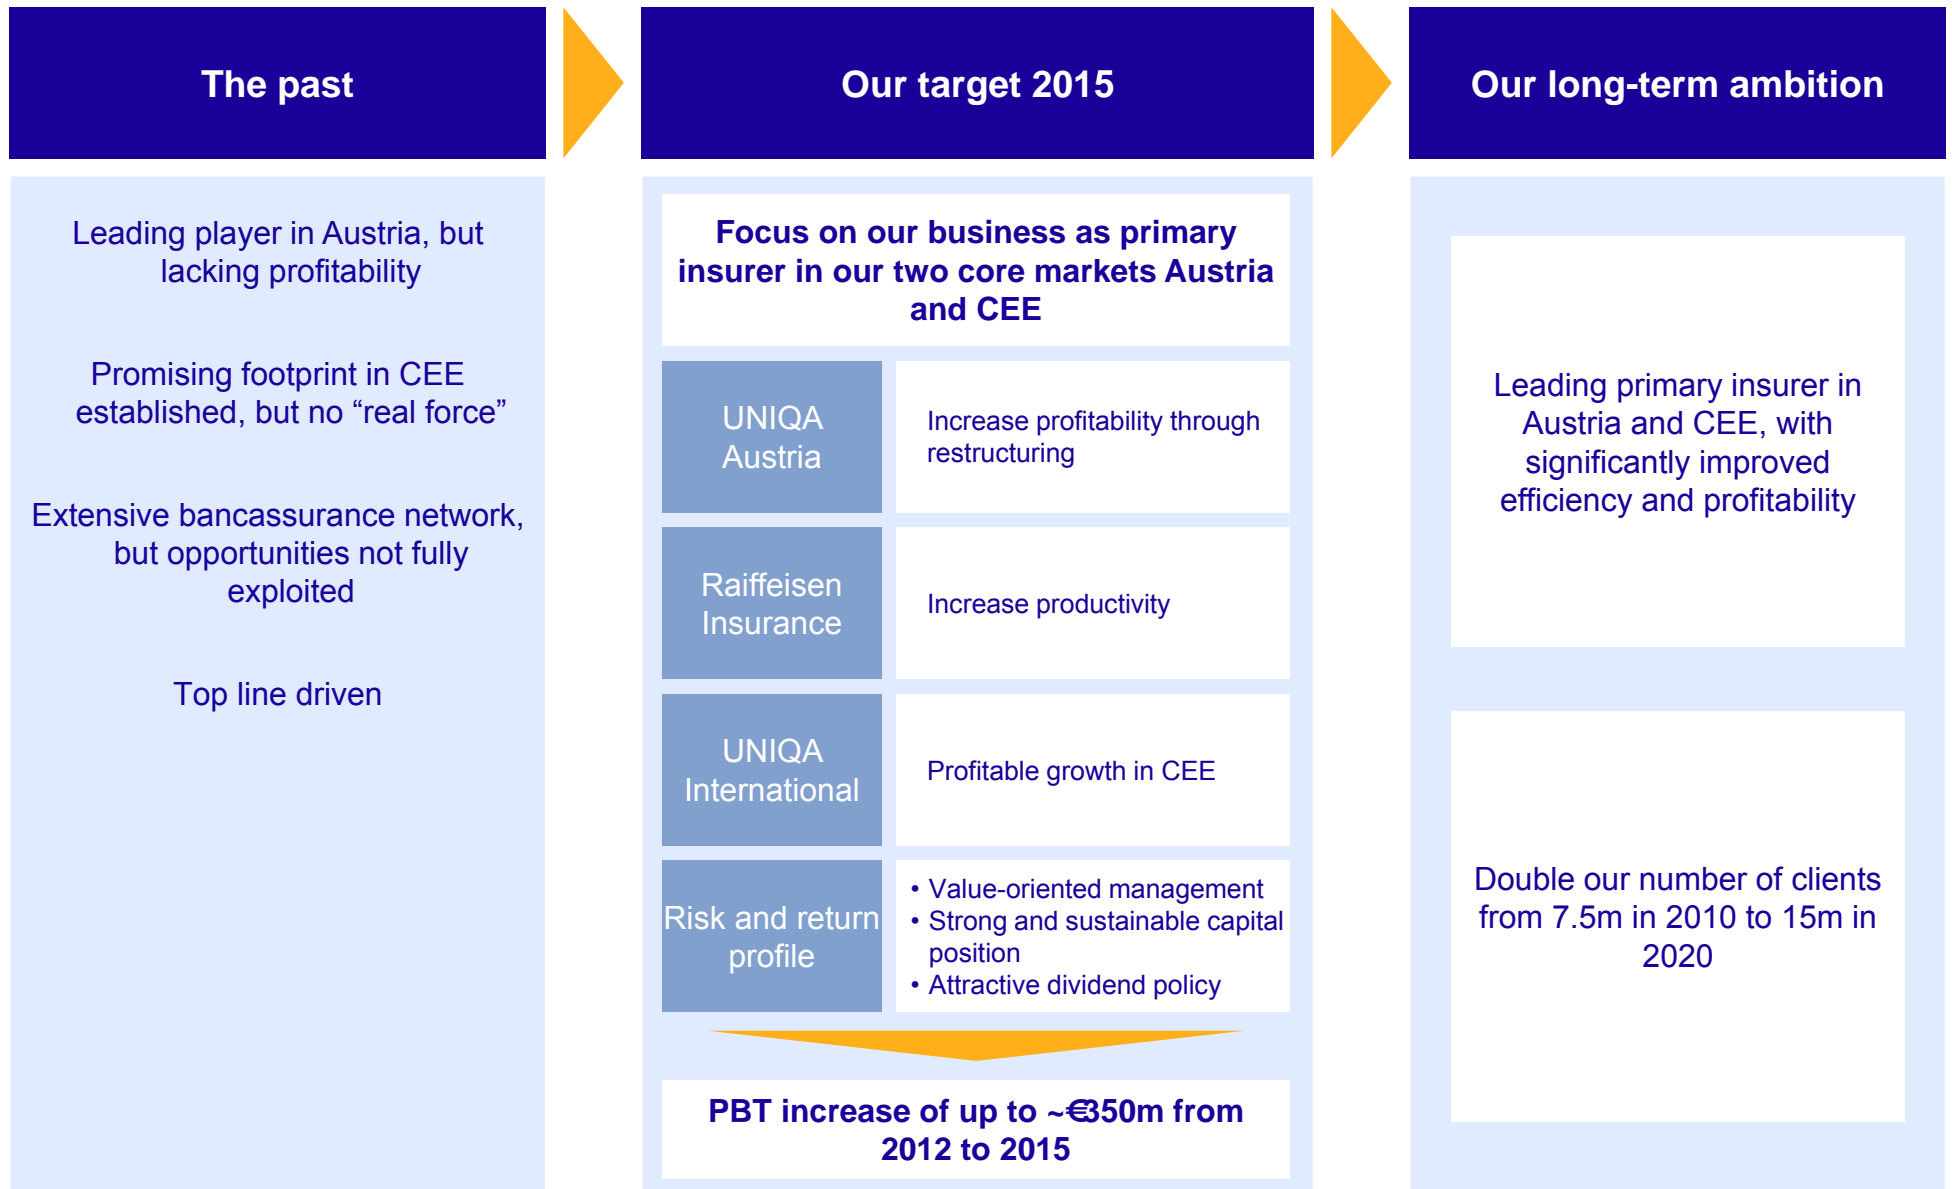 The past
Our target 2015
Our long-term ambition
Leading player in Austria, but
lacking profitability
Promising footprint in CEE
established, but no “real force”
Extensive bancassurance network,
but opportunities not fully
exploited
Top line driven
Focus on our business as primary
insurer in our two core markets Austria
and CEE
UNIQA
Austria
Increase profitability through
restructuring
Raiffeisen
Insurance
Increase productivity
UNIQA
International
Profitable growth in CEE
Risk and return
profile
• Value-oriented management
• Strong and sustainable capital
position
• Attractive dividend policy
PBT increase of up to ~€350m from
2012 to 2015
Leading primary insurer in
Austria and CEE, with
significantly improved
efficiency and profitability
Double our number of clients
from 7.5m in 2010 to 15m in
2020